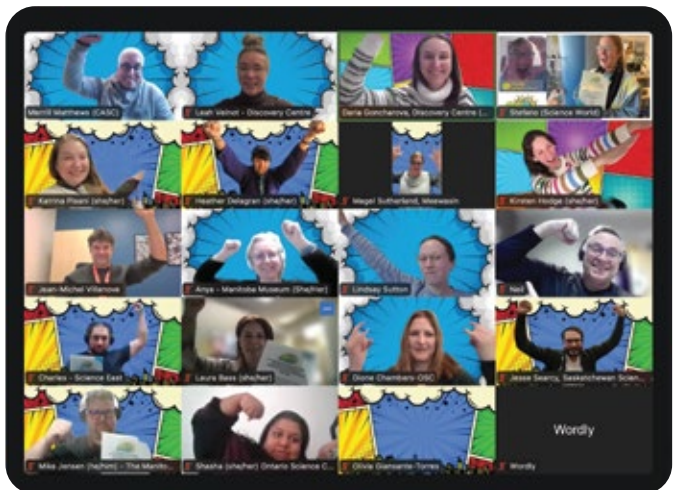 Merrill Matthews (CASC)
Leah Veinot - Discovery Centre
Daria Goncharova, Discovery Centre (...
Stefano (Science World)
Katrina Pisani (she/her)
Heather Delagran (she/her)
Magel Sutherland, Meewasin
Kirsten Hodge (she/her)
Jean-Michel Villanove
Anya - Manitoba Museum (She/Her)
Lindsay Sutton
Neil
Charles - Science East
Laura Bass (she/her)
Dione Chambers-OSC
Jesse Searcy, Saskatchewan Scien...
Mike Jensen (he/him) - The Manito...
Shasha (she/her) Ontario Science C...
Olivia Giansante-Torres
Wordly
Wordly